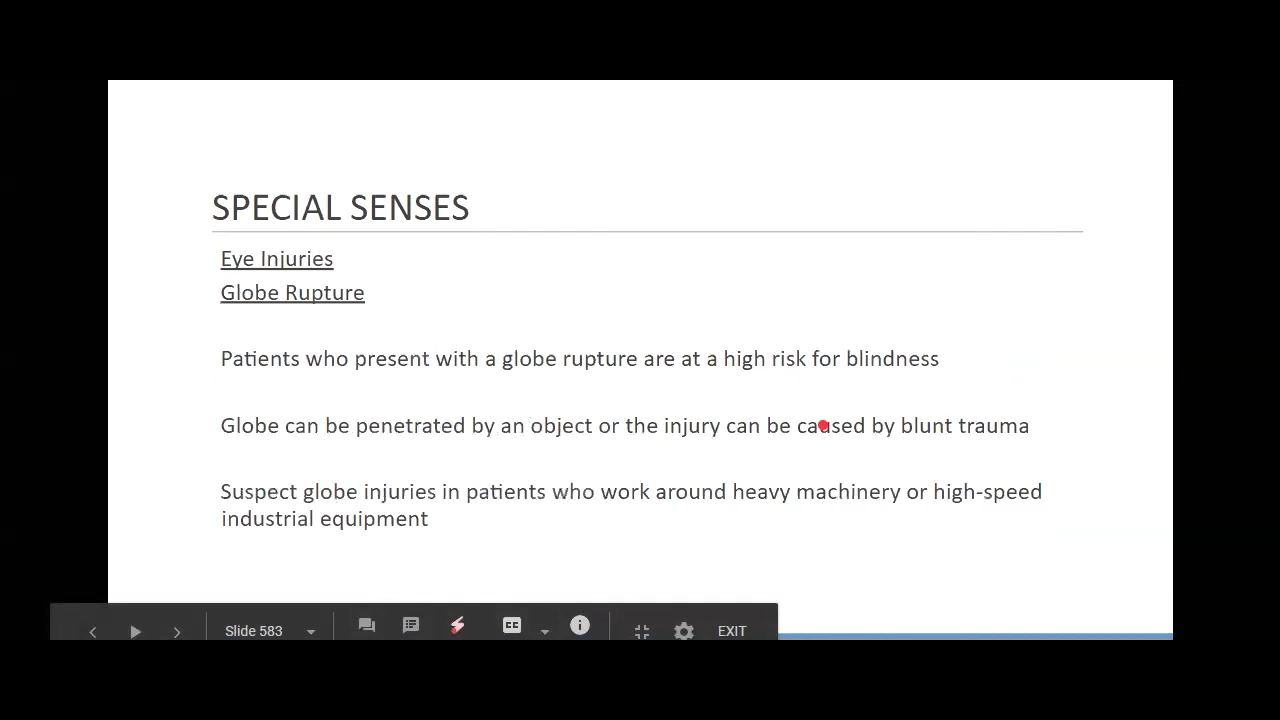 SPECIAL SENSES
Eye Injuries
Globe Rupture
Patients who present with a globe rupture are at a high risk for blindness
Globe can be penetrated by an object or the injury can be caused by blunt trauma
Suspect globe injuries in patients who work around heavy machinery or high-speed
industrial equipment
Slide 583
CC
EXIT